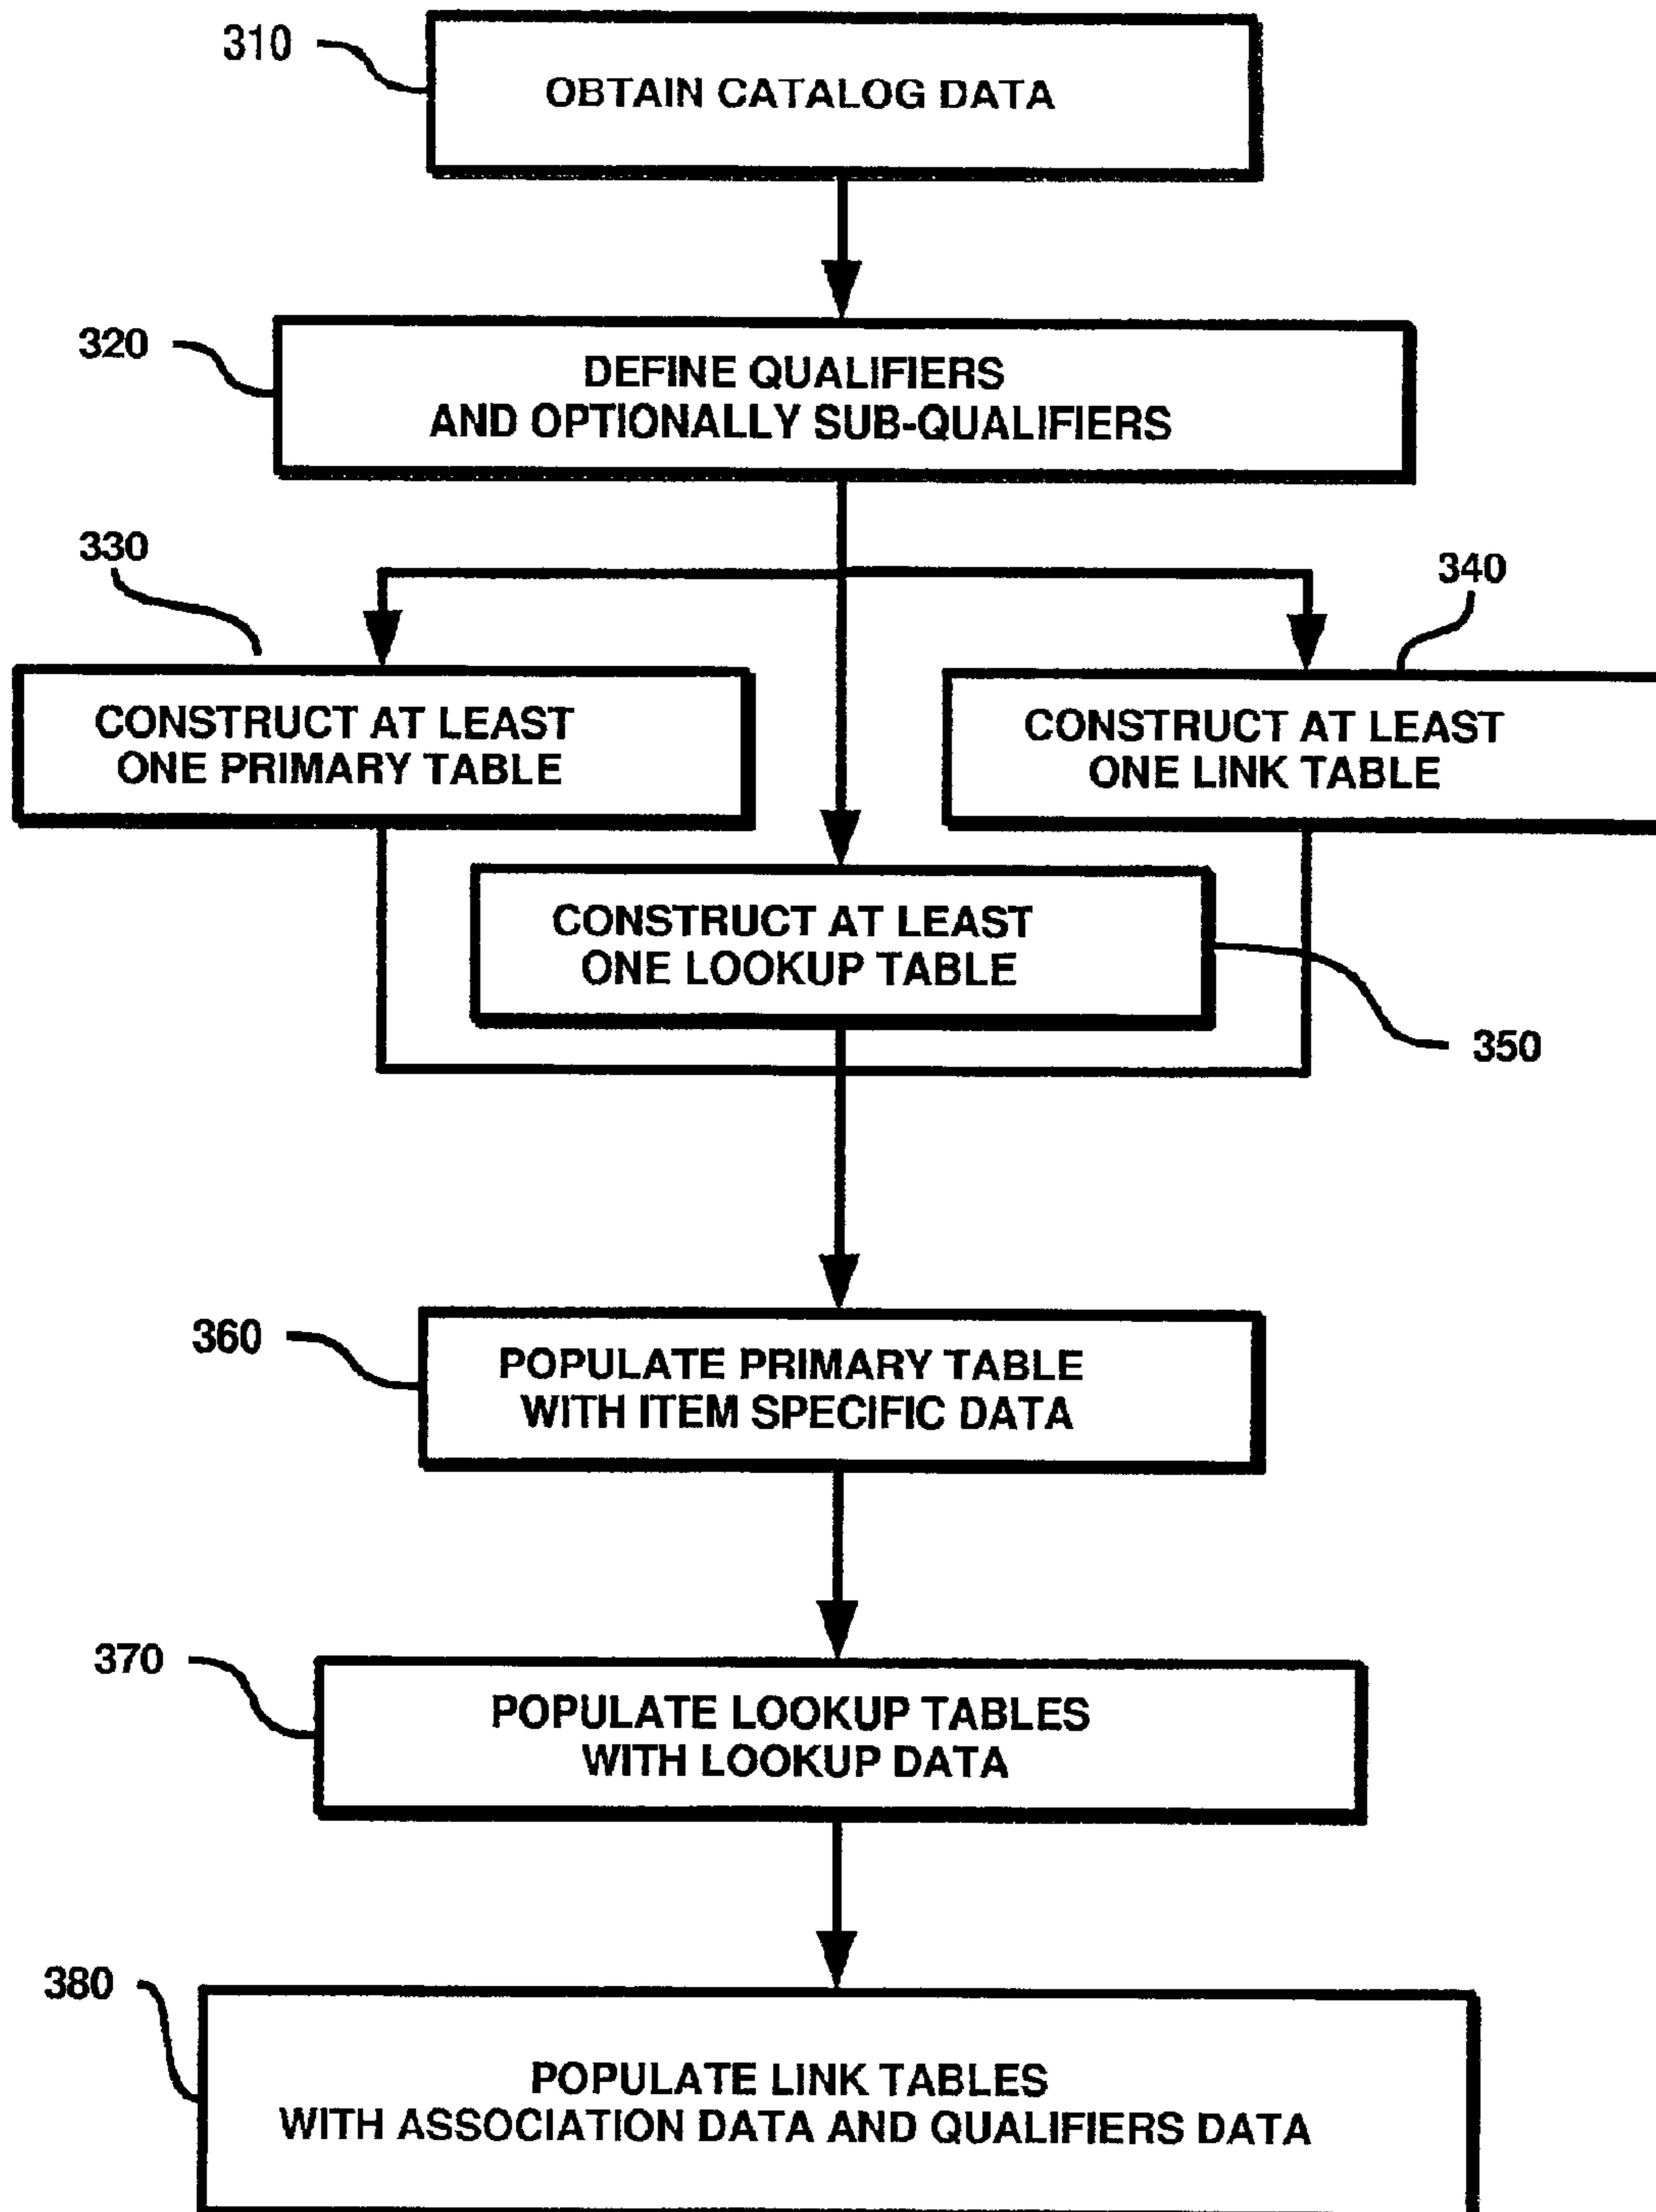 310
OBTAIN CATALOG DATA
320
DEFINE QUALIFIERS
AND OPTIONALLY SUB-QUALIFIERS
330
340
CONSTRUCT AT LEAST
ONE PRIMARY TABLE
CONSTRUCT AT LEAST
ONE LINK TABLE
CONSTRUCT AT LEAST
ONE LOOKUP TABLE
350
360
POPULATE PRIMARY TABLE
WITH ITEM SPECIFIC DATA
370
POPULATE LOOKUP TABLES
WITH LOOKUP DATA
380
POPULATE LINK TABLES
WITH ASSOCIATION DATA AND QUALIFIERS DATA